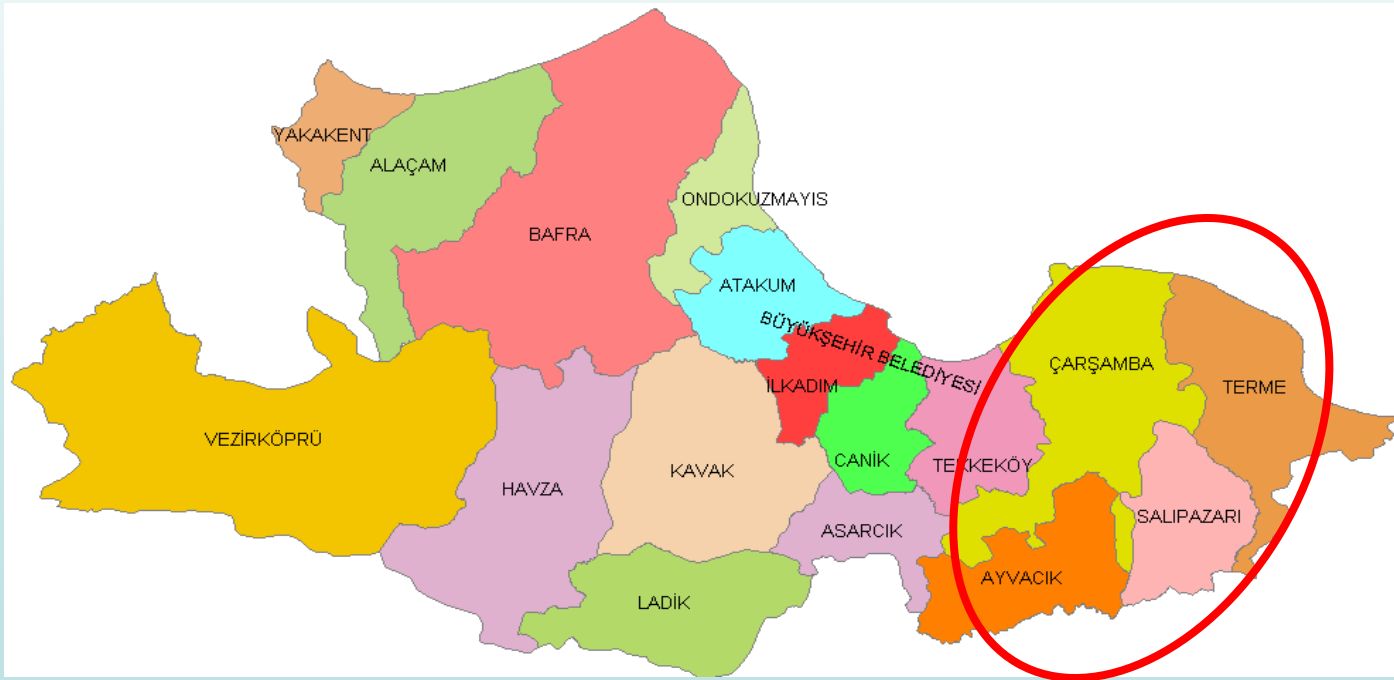 YAKAKENT
ALAÇAM
ONDOKUZMAYIS
BAFRA
ATAKUM
BÜYÜKŞEHİR BELEDİYESİ
ÇARŞAMBA
İLKADIM
TERME
VEZİRKÖPRÜ
CANİK
TEKKEKÖY
KAVAK
HAVZA
SALIPAZARI
ASARCIK
AYVACIK
LADİK